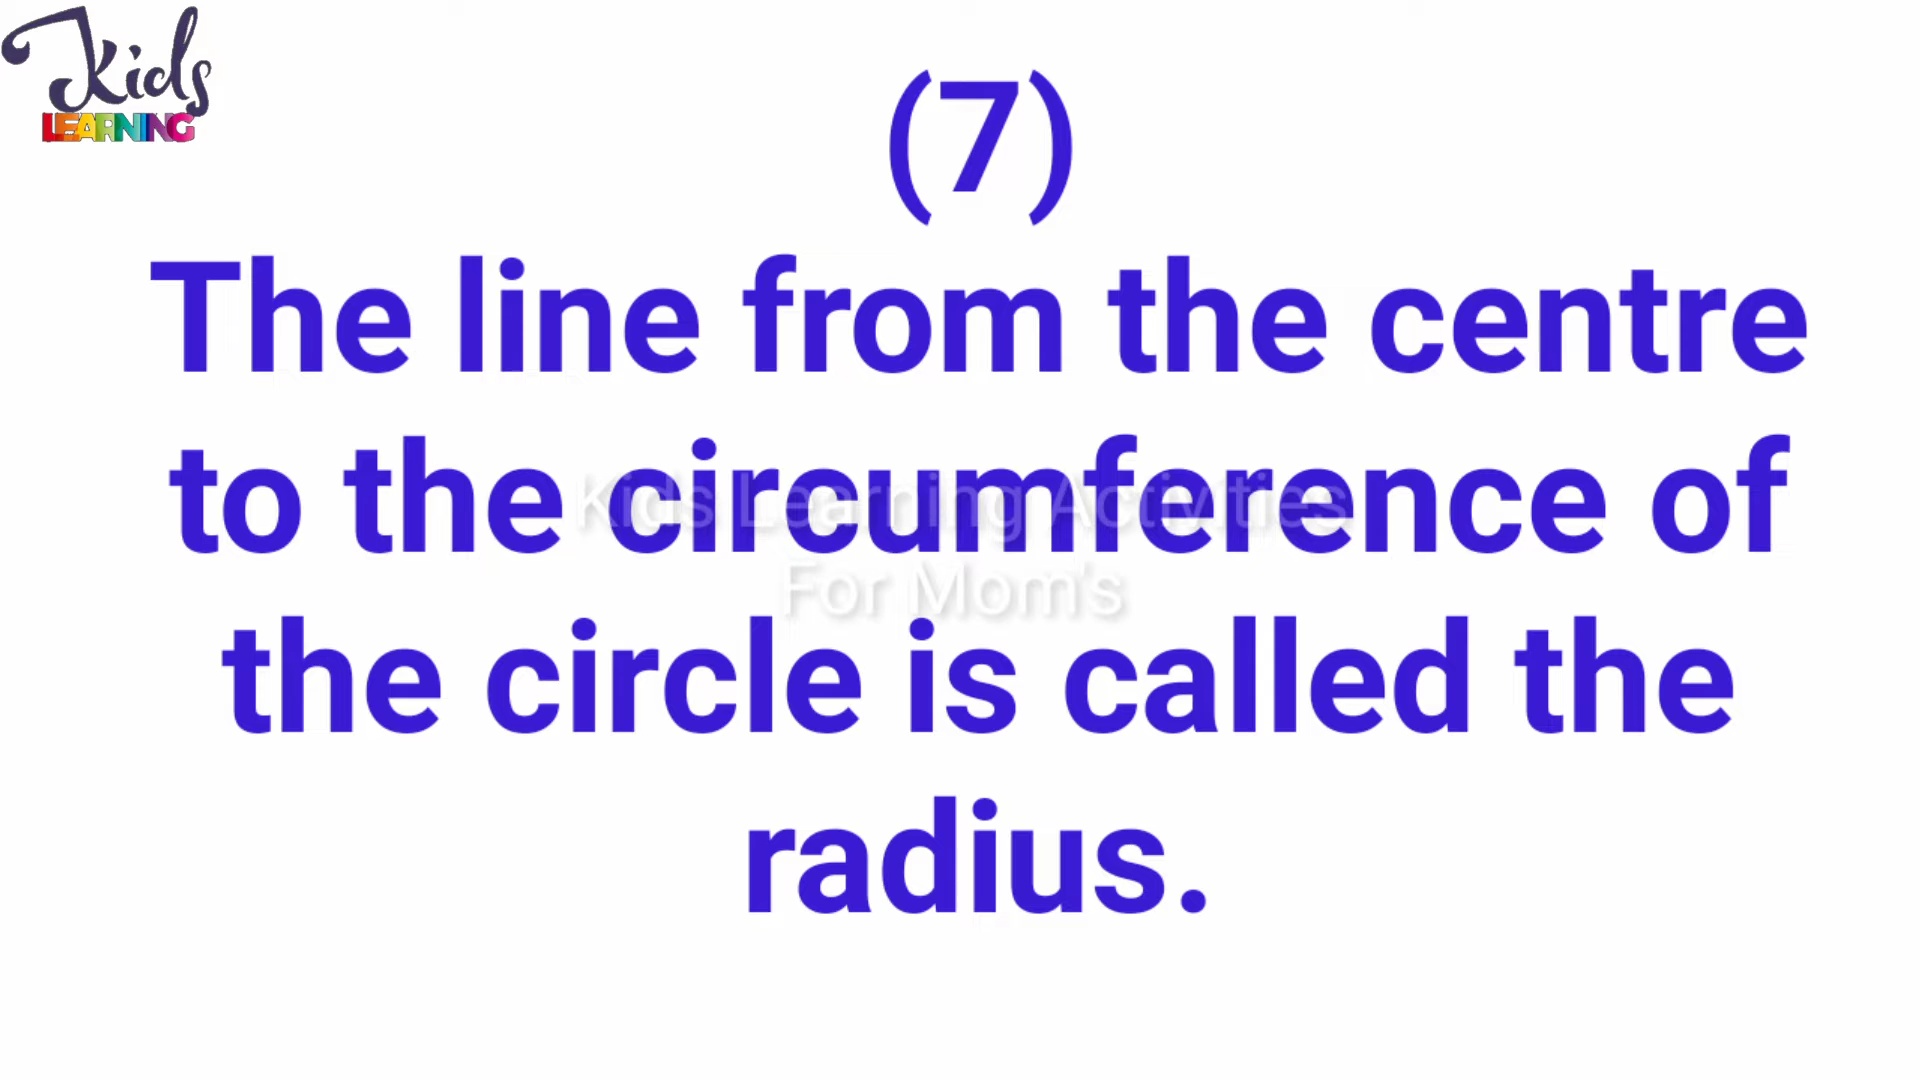 Kids
LEARNING
(7)
The line from the centre
to the circumference of
Kids Learning Activities
For Mom's
the circle is called the
radius.